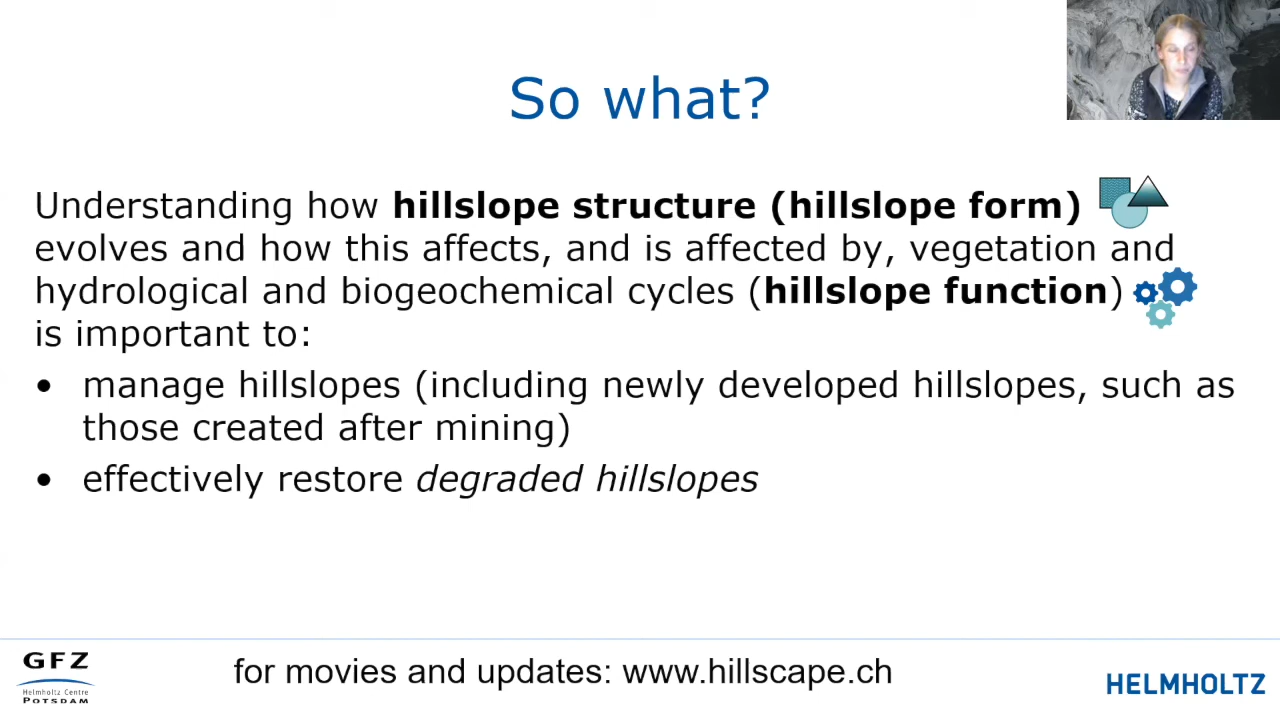 So what?
Understanding how hillslope structure (hillslope form)
evolves and how this affects, and is affected by, vegetation and
hydrological and biogeochemical cycles (hillslope function)
is important to:
• manage hillslopes (including newly developed hillslopes, such as
those created after mining)
• effectively restore degraded hillslopes
GFZ
Helmholtz Centre
POTSDAM
for movies and updates: www.hillscape.ch
HELMHOLTZ